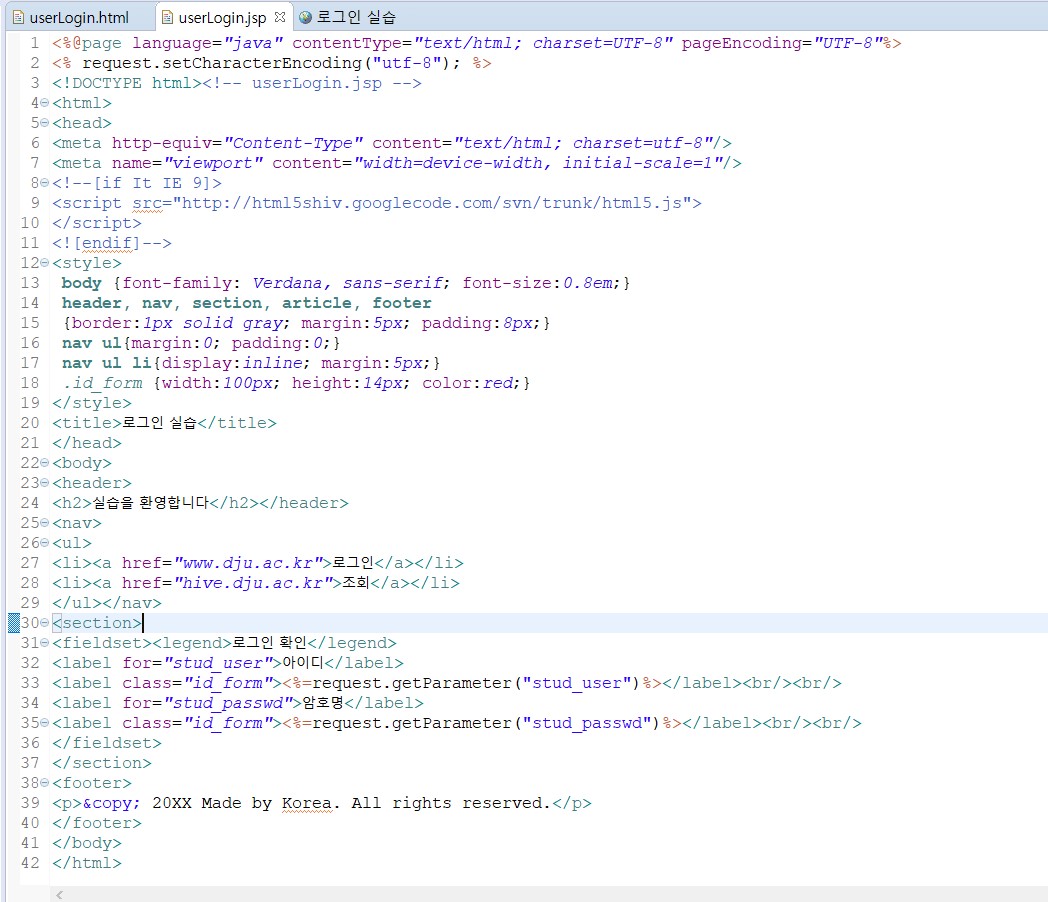 userLogin.html userLogin.jsp 로그인 실습
1 <%@page language="java" contentType="text/html; charset=UTF-8" pageEncoding="UTF-8"%>
2 <% request.setCharacterEncoding("utf-8"); %>
3 <!DOCTYPE html><!-- userLogin.jsp -->
4 <html>
5 <head>
6 <meta http-equiv="Content-Type" content="text/html; charset=utf-8"/>
7 <meta name="viewport" content="width=device-width, initial-scale=1"/>
8 <!--[if It IE 9]>
9 <script src="http://html5shiv.googlecode.com/svn/trunk/html5.js">
10 </script>
11 <![endif]-->
12 <style>
13 body {font-family: Verdana, sans-serif; font-size:0.8em;}
14 header, nav, section, article, footer
15 {border:1px solid gray; margin:5px; padding:8px;}
16 nav ul{margin:0; padding:0;}
17 nav ul li{display:inline; margin:5px;}
18 .id_form {width:100px; height:14px; color:red;}
19 </style>
20 <title>로그인 실습</title>
21 </head>
22 <body>
23 <header>
24 <h2>실습을 환영합니다</h2></header>
25 <nav>
26 <ul>
27 <li><a href="www.dju.ac.kr">로그인</a></li>
28 <li><a href="hive.dju.ac.kr">조회</a></li>
29 </ul></nav>
30 <section>
31 <fieldset><legend>로그인 확인</legend>
32 <label for="stud_user">아이디</label>
33 <label class="id_form"><%=request.getParameter("stud_user")%></label><br/><br/>
34 <label for="stud_passwd">암호명</label>
35 <label class="id_form"><%=request.getParameter("stud_passwd")%></label><br/><br/>
36 </fieldset>
37 </section>
38 <footer>
39 <p>&copy; 20XX Made by Korea. All rights reserved.</p>
40 </footer>
41 </body>
42 </html>